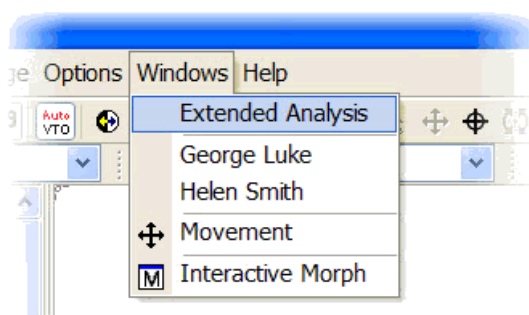 Options Windows Help
Auto
VTO
Extended Analysis
George Luke
Helen Smith
Movement
M Interactive Morph